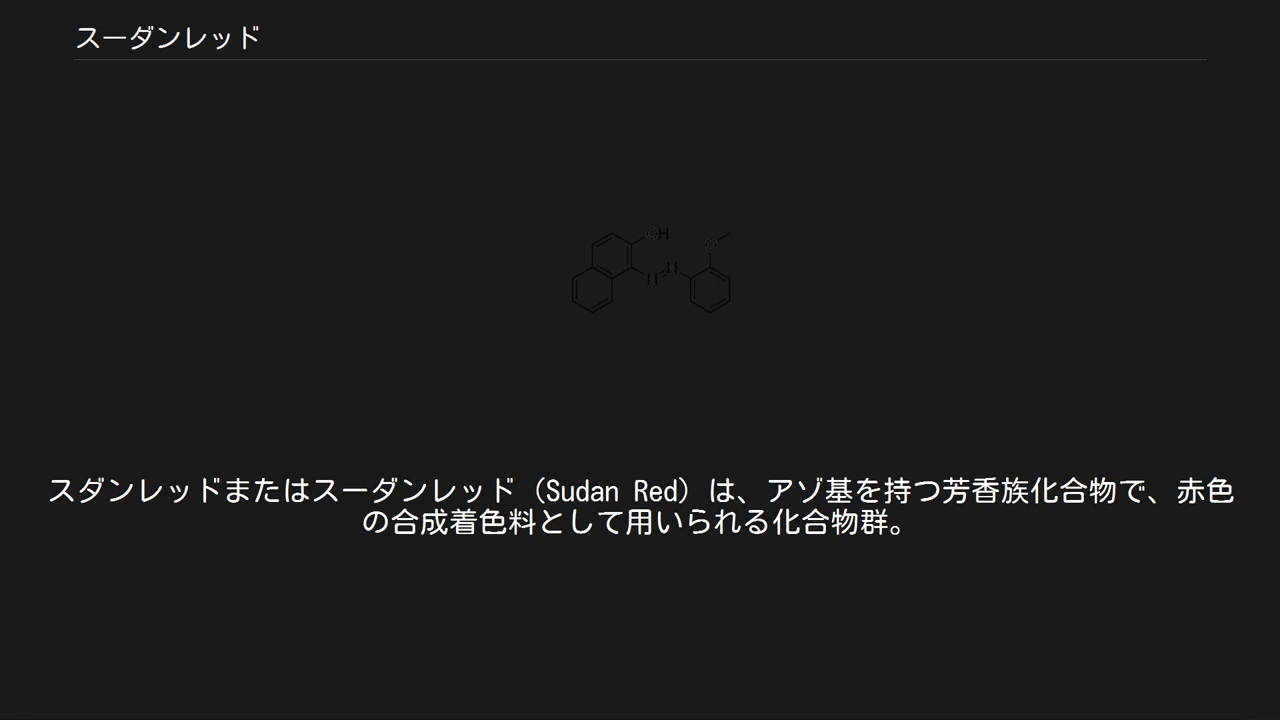 スーダンレッド
OH
O
N
N
スダンレッドまたはスーダンレッド（Sudan Red）は、アゾ基を持つ芳香族化合物で、赤色
の合成着色料として用いられる化合物群。